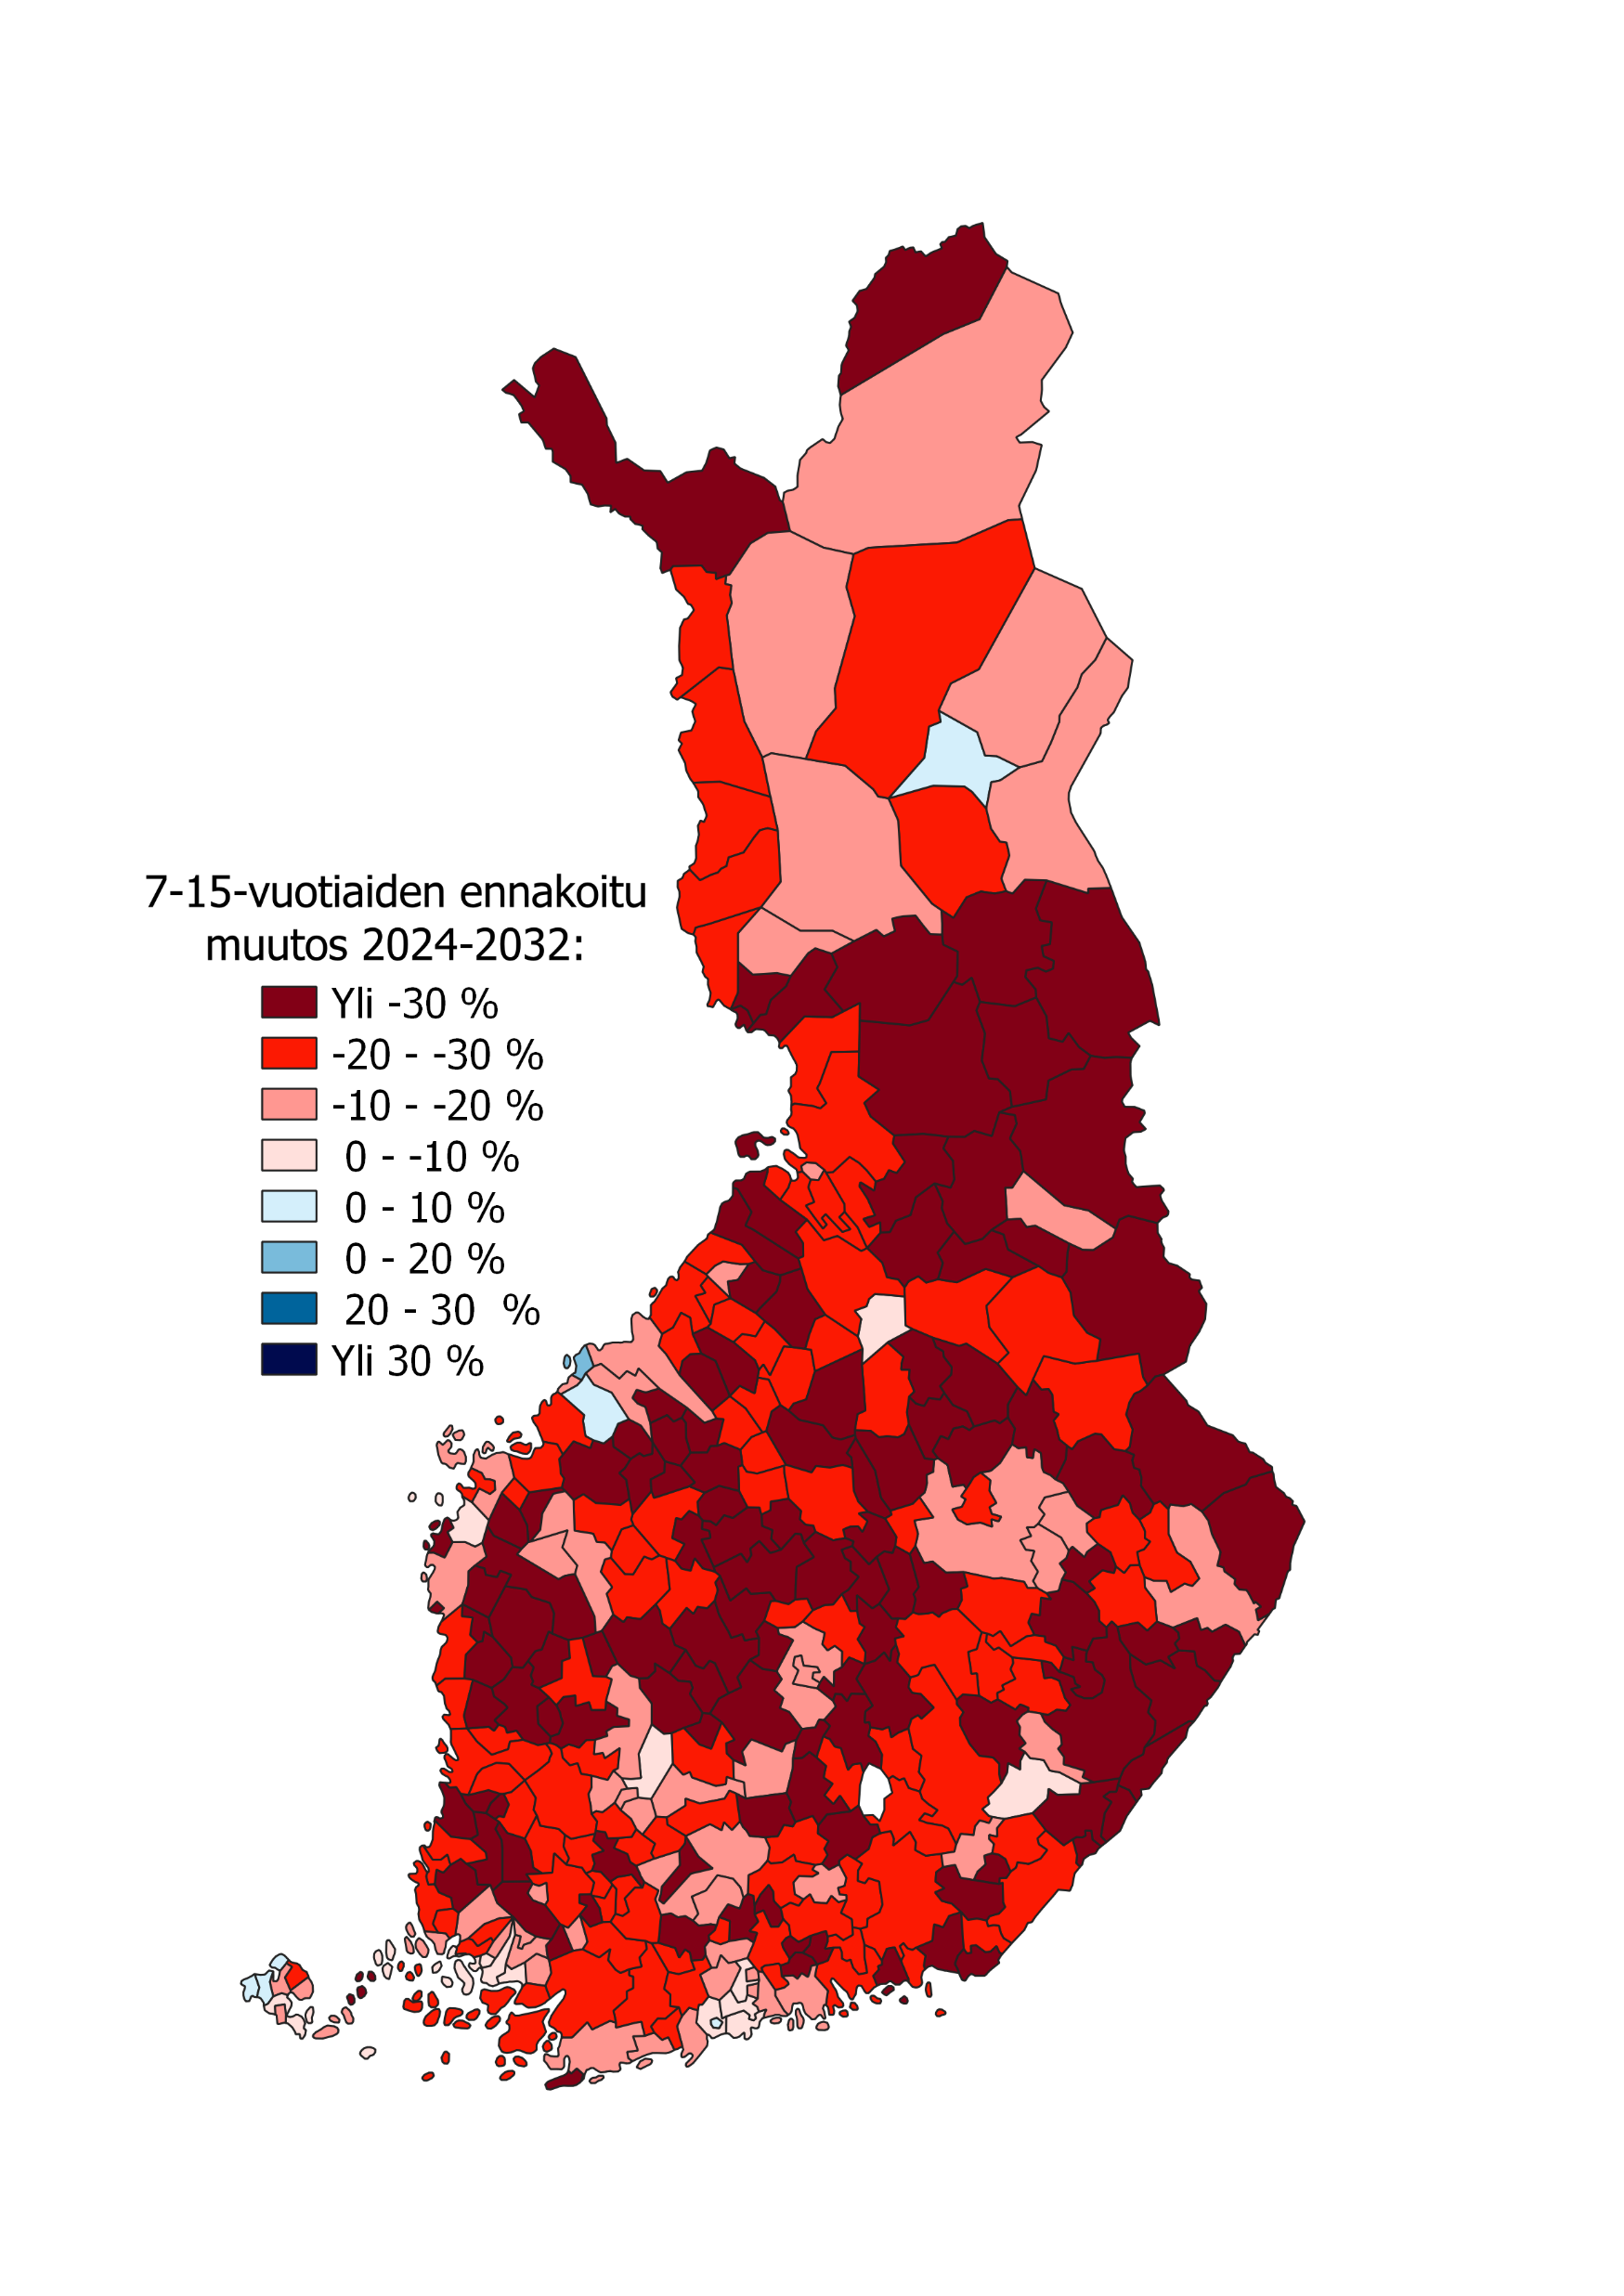 7-15-vuotiaiden ennakoitu
muutos 2024-2032:
Yli -30 %
-20 - -30 %
-10 - -20 %
0 - -10 %
0 - 10 %
0 - 20 %
20 - 30 %
Yli 30 %